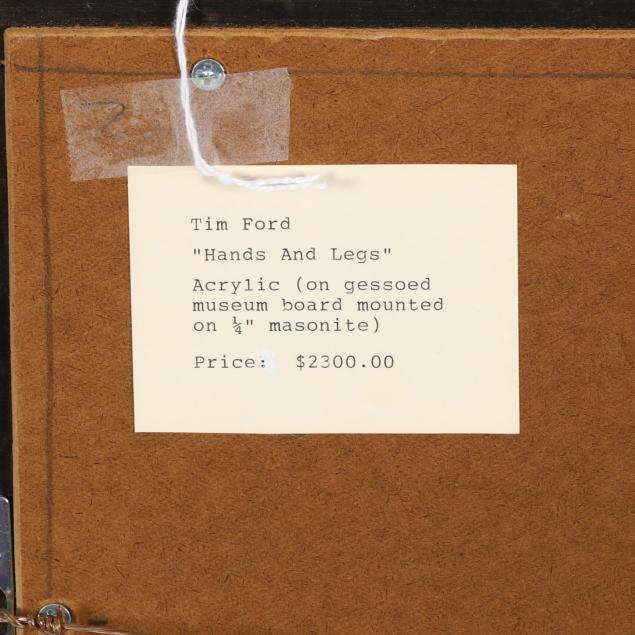 Tim Ford
"Hands And Legs"
Acrylic (on gessoed
museum board mounted
on ¼" masonite)
Price: $2300.00